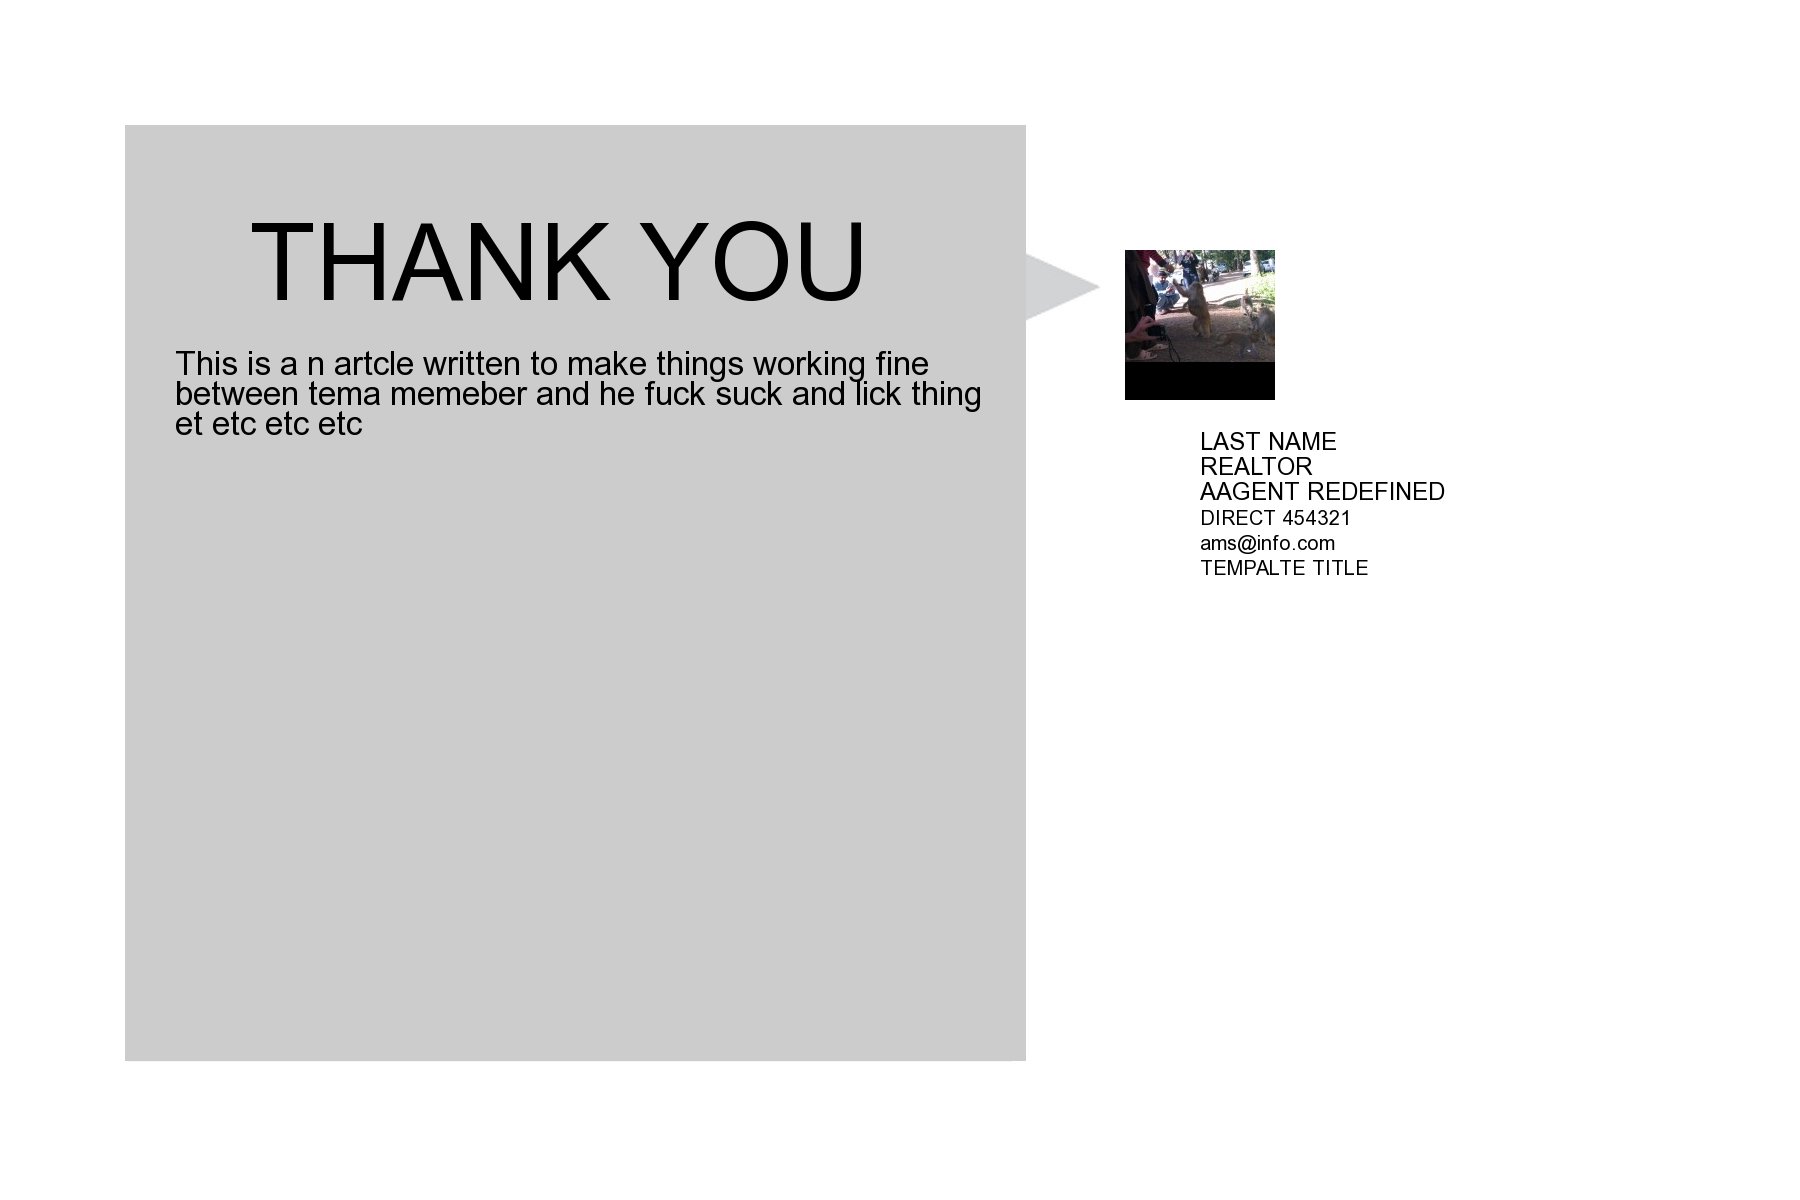 THANK YOU
This is a n artcle written to make things working fine
between tema memeber and he fuck suck and lick thing
et etc etc etc
LAST NAME
REALTOR
AAGENT REDEFINED
DIRECT 454321
ams@info.com
TEMPALTE TITLE